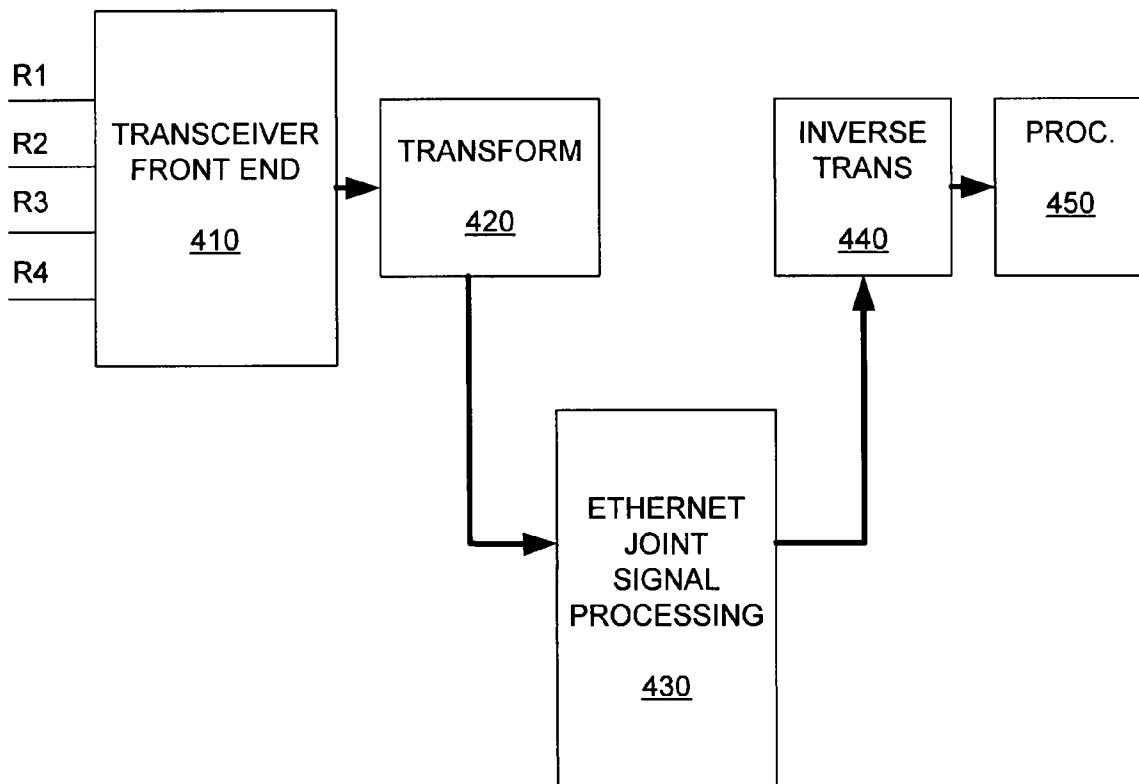 R1
R2
R3
R4
TRANSCEIVER
FRONT END
410
TRANSFORM
420
ETHERNET
JOINT
SIGNAL
PROCESSING
430
INVERSE
TRANS
440
PROC.
450